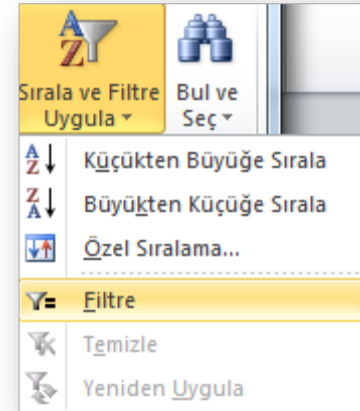 Sırala ve Filtre
Uygula
Bul ve
Seç
Küçükten Büyüğe Sırala
Büyükten Küçüğe Sırala
Özel Sıralama...
Filtre
Temizle
Yeniden Uygula